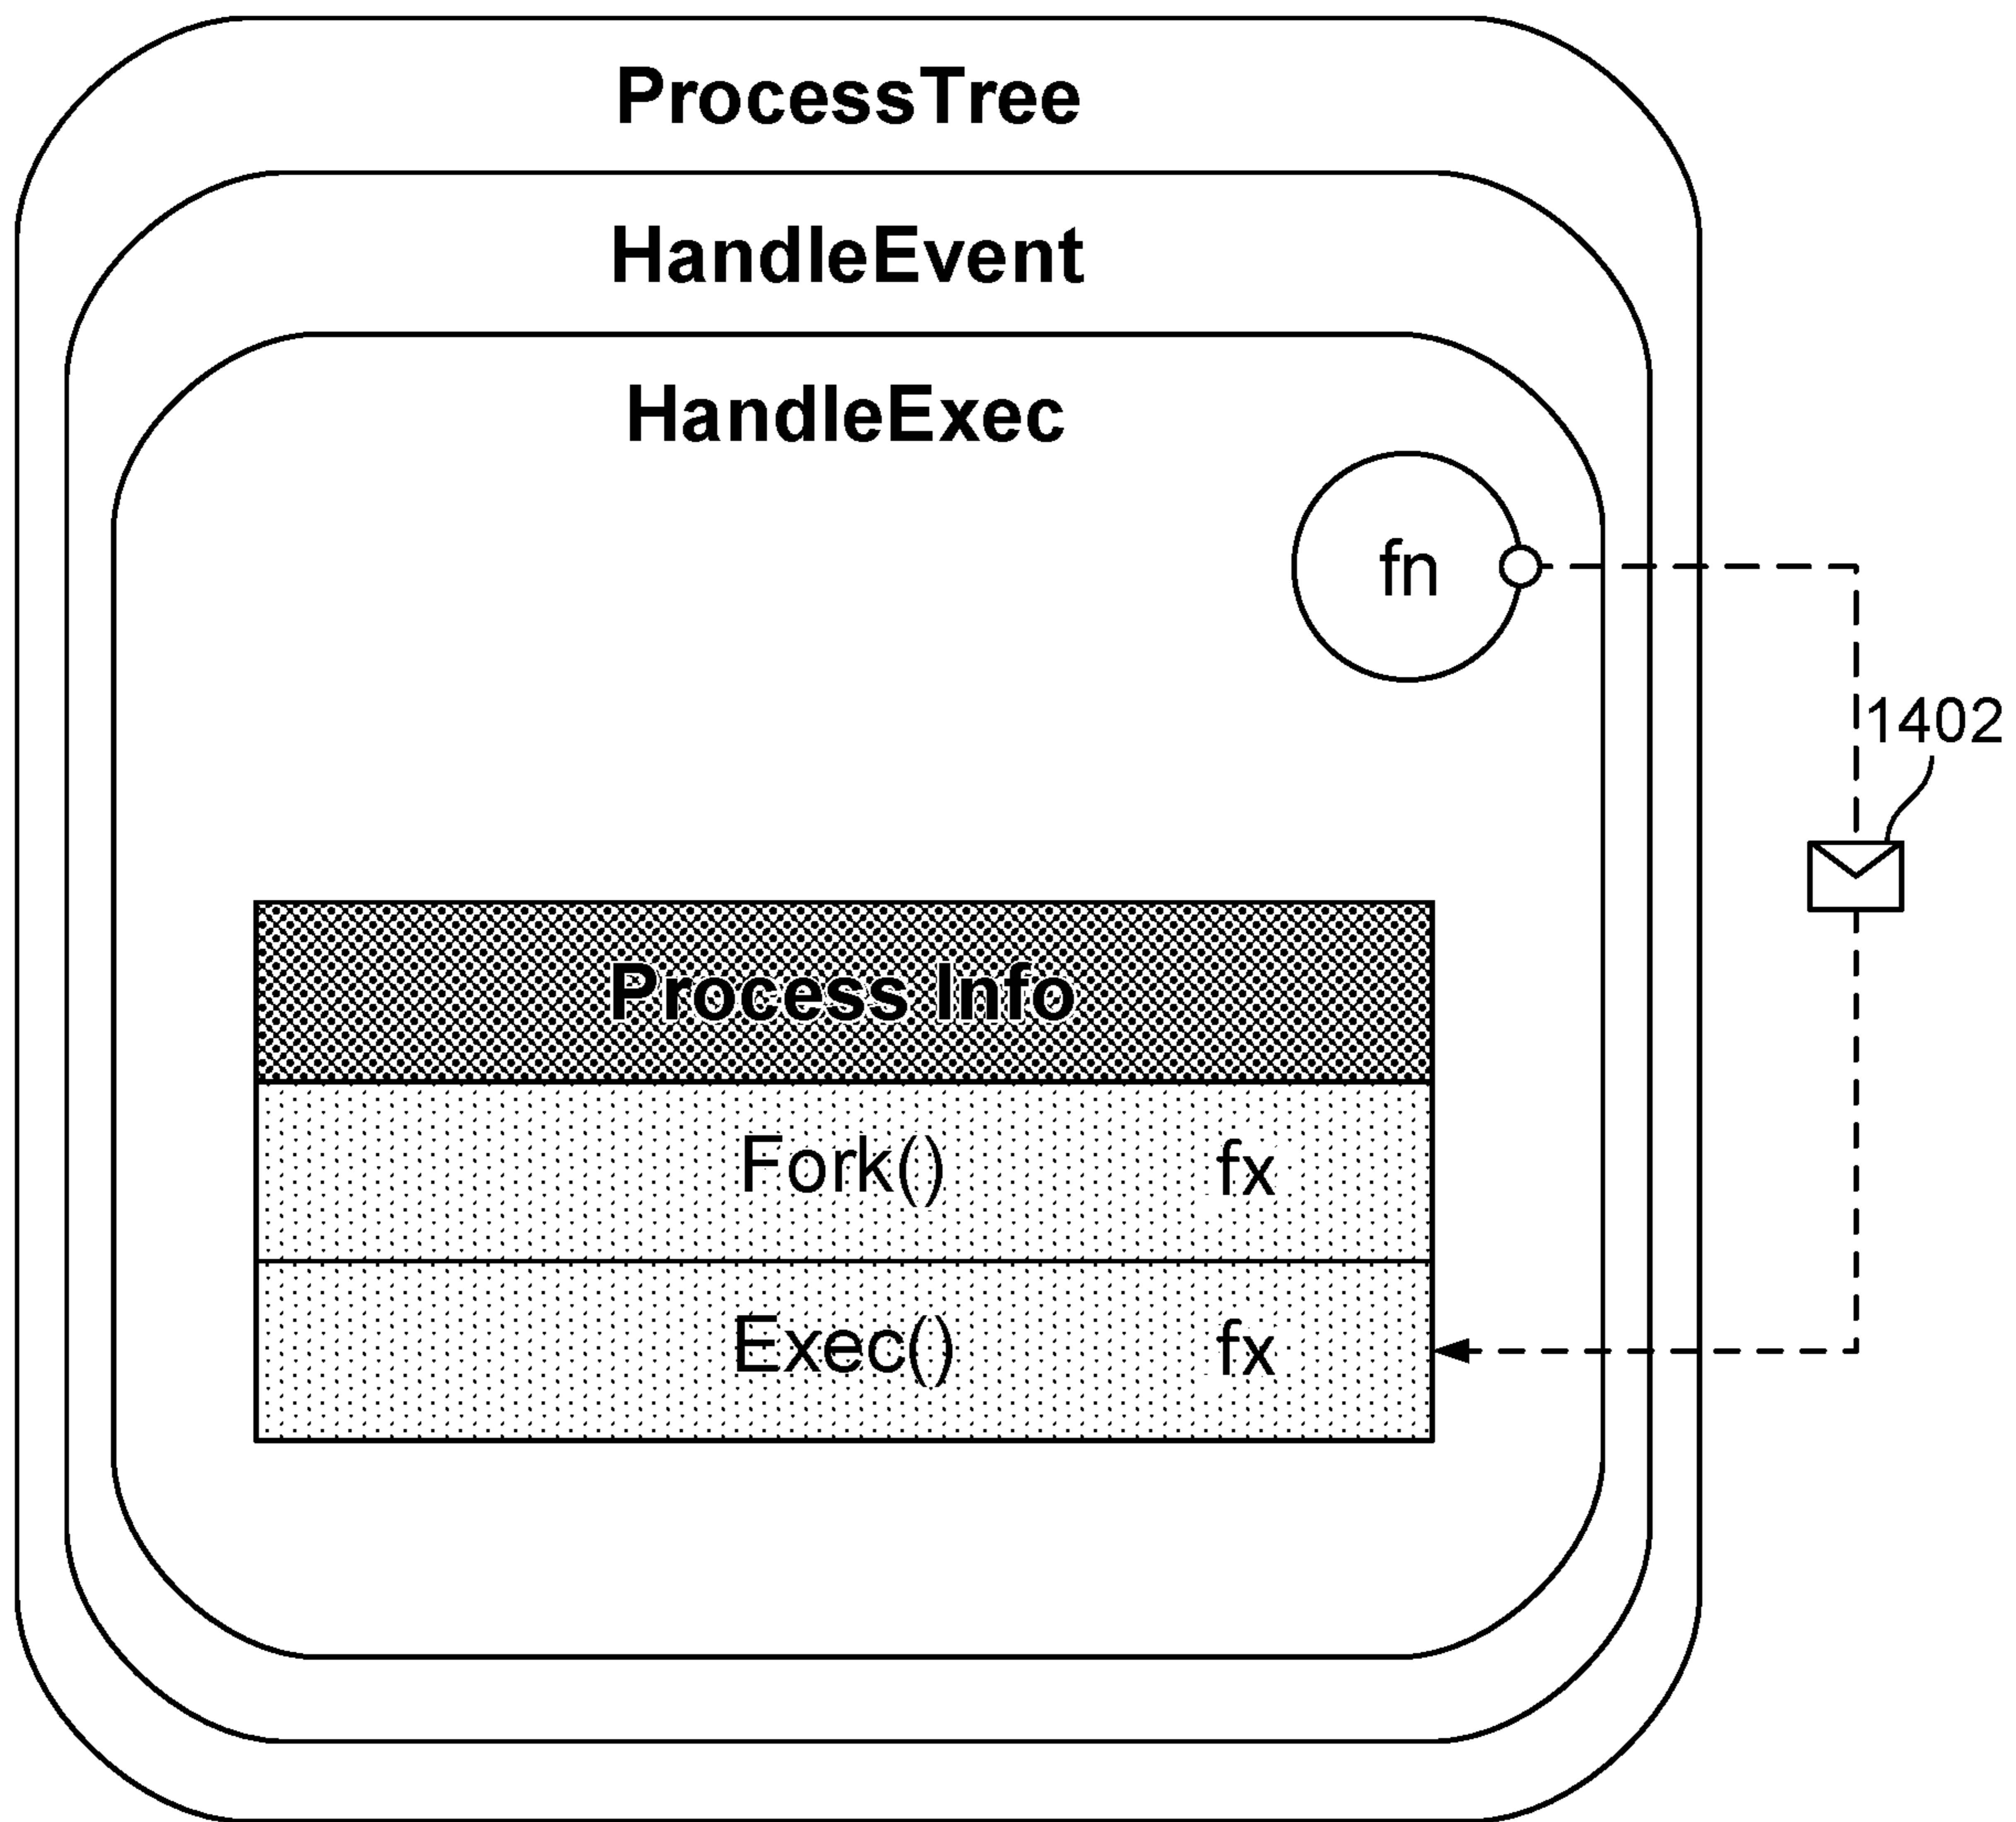 ProcessTree
HandleEvent
HandleExec
fn
1402
Process Info
Fork() fx
Exec() fx